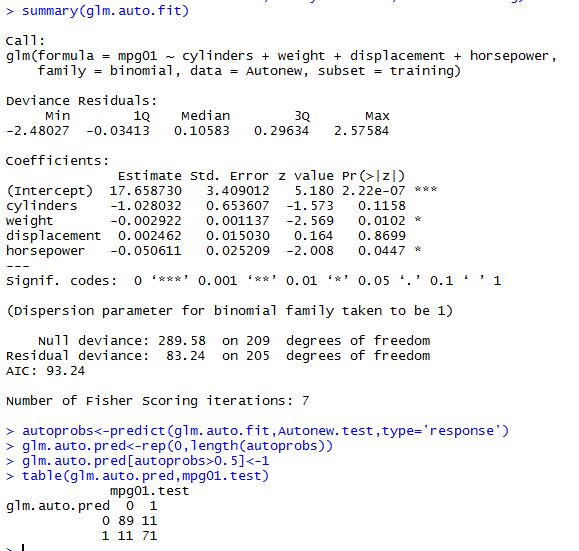 > summary(glm.auto.fit)
Call:
glm(formula = mpg01 ~ cylinders + weight + displacement + horsepower,
    family = binomial, data = Autonew, subset = training)
Deviance Residuals:
     Min       1Q   Median       3Q      Max
-2.48027 -0.03413  0.10583  0.29634  2.57584
Coefficients:
              Estimate Std. Error z value Pr(>|z|)
(Intercept)  17.658730   3.409012   5.180 2.22e-07 ***
cylinders    -1.028032   0.653607  -1.573   0.1158
weight       -0.002922   0.001137  -2.569   0.0102 *
displacement  0.002462   0.015030   0.164   0.8699
horsepower   -0.050611   0.025209  -2.008   0.0447 *
---
Signif. codes:  0 ‘***’ 0.001 ‘**’ 0.01 ‘*’ 0.05 ‘.’ 0.1 ‘ ’ 1
(Dispersion parameter for binomial family taken to be 1)
    Null deviance: 289.58  on 209  degrees of freedom
Residual deviance:  83.24  on 205  degrees of freedom
AIC: 93.24
Number of Fisher Scoring iterations: 7
> autoprobs<-predict(glm.auto.fit,Autonew.test,type='response')
> glm.auto.pred<-rep(0,length(autoprobs))
> glm.auto.pred[autoprobs>0.5]<-1
> table(glm.auto.pred,mpg01.test)
             mpg01.test
glm.auto.pred  0  1
            0 89 11
            1 11 71
>